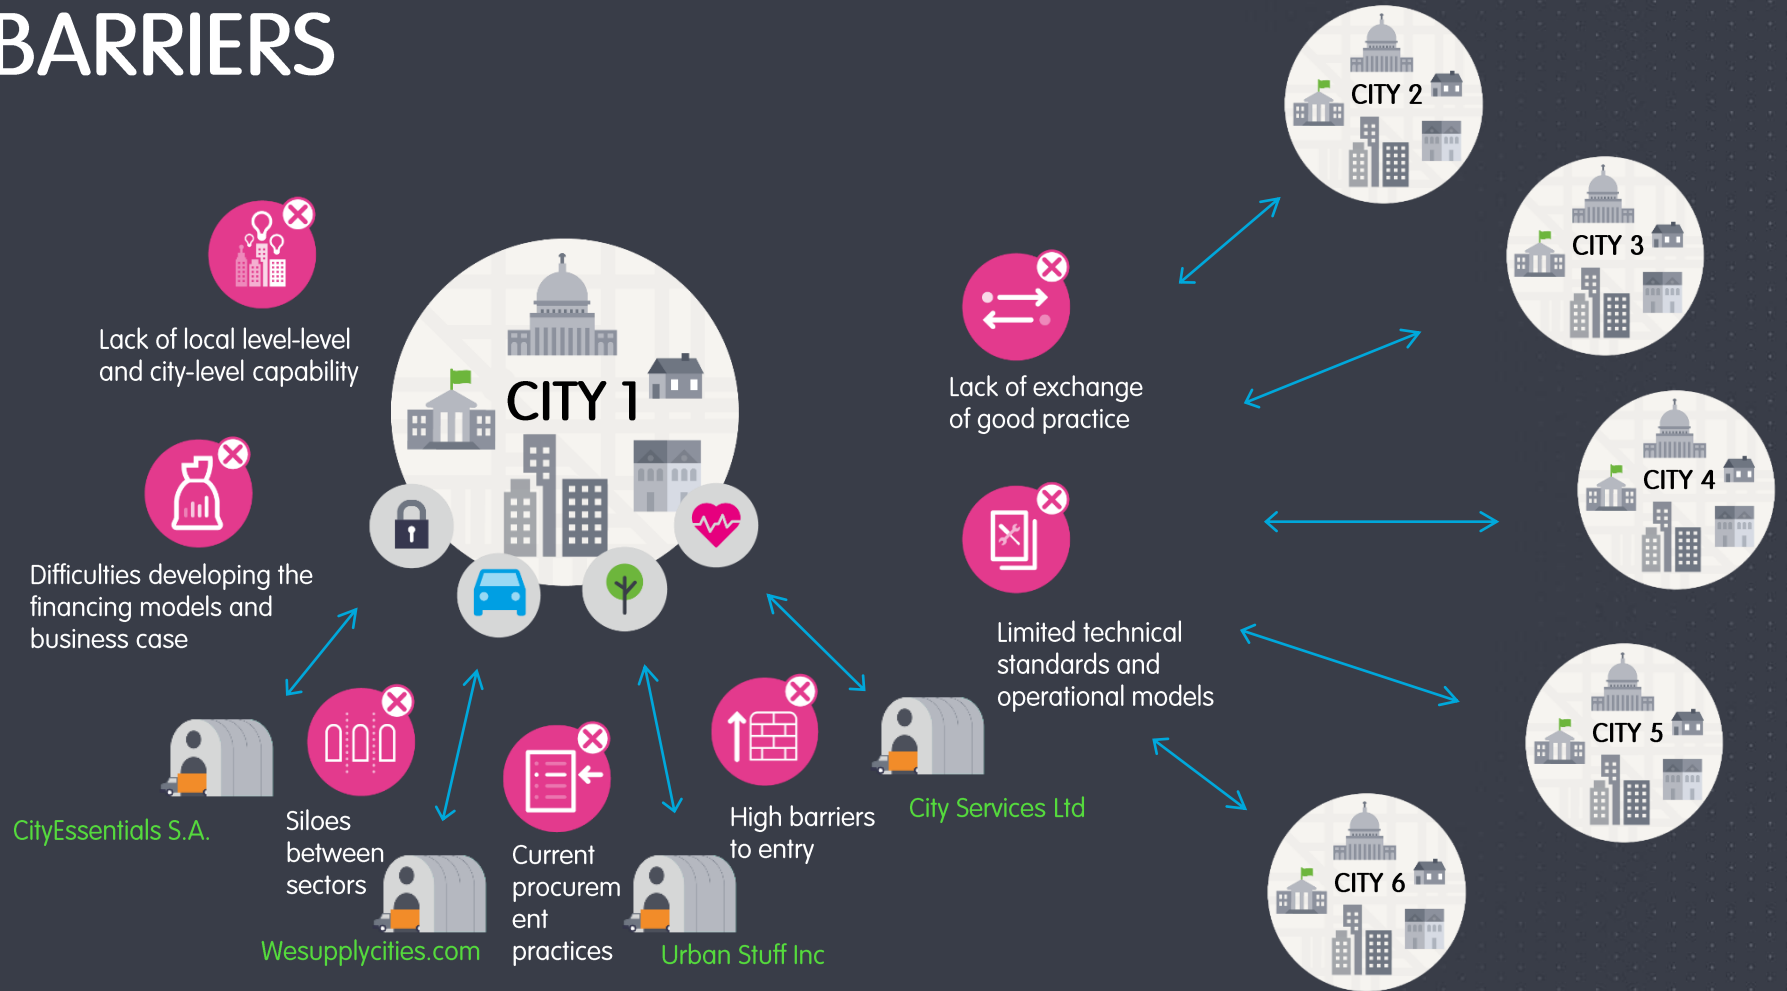 BARRIERS
CITY 2
CITY 3
Lack of local level-level
and city-level capability
CITY 1
Lack of exchange
of good practice
CITY 4
Difficulties developing the
financing models and
business case
Limited technical
standards and
operational models
CITY 5
CityEssentials S.A.
Siloes
between
sectors
Wesupplycities.com
Current
procurem
ent
practices
Urban Stuff Inc
High barriers
to entry
City Services Ltd
CITY 6